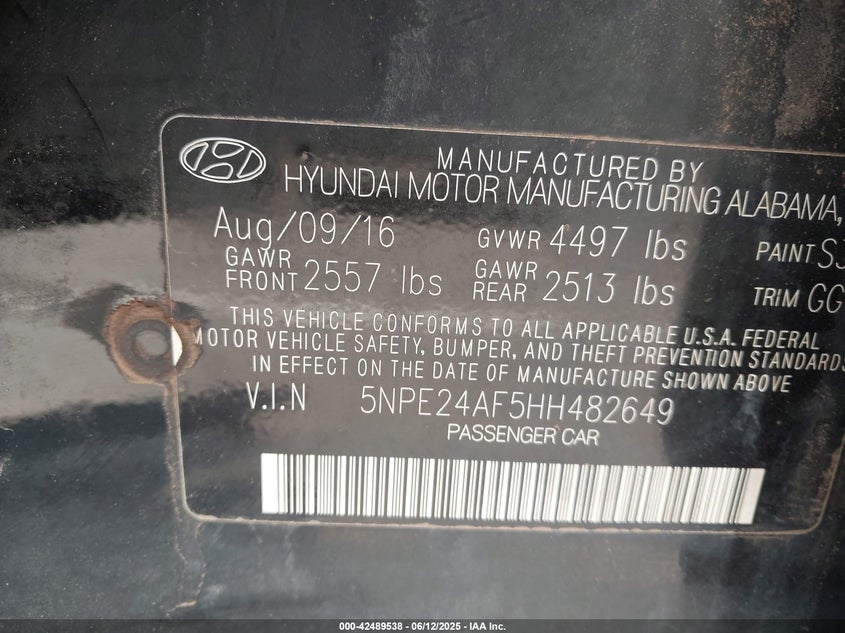 MANUFACTURED BY
HYUNDAI MOTOR MANUFACTURING ALABAMA,
Aug/09/16 GVWR 4497 lbs PAINT
GAWR FRONT 2557 lbs GAWR REAR 2513 lbs TRIM GG
THIS VEHICLE CONFORMS TO ALL APPLICABLE U.S.A. FEDERAL
MOTOR VEHICLE SAFETY, BUMPER, AND THEFT PREVENTION STANDARDS
IN EFFECT ON THE DATE OF MANUFACTURE SHOWN ABOVE
V.I.N 5NPE24AF5HH482649
PASSENGER CAR
000-42489538 - 06/12/2025 - IAA Inc.